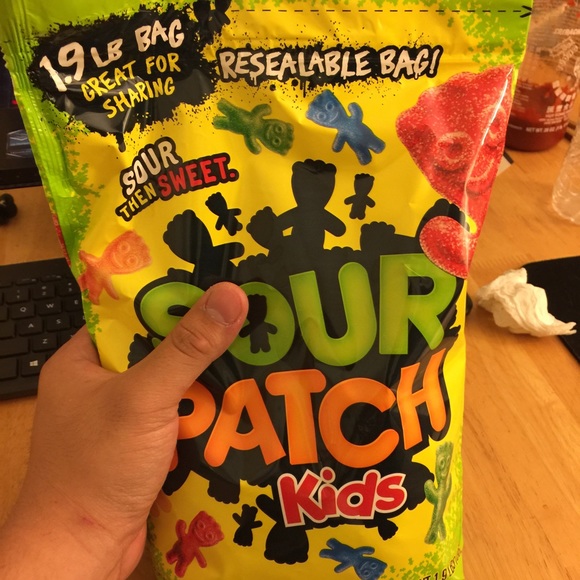 1.9 LB BAG
GREAT FOR
SHARING
RESEALABLE BAG!
SOUR
THEN SWEET.
SOUR
PATCH
Kids